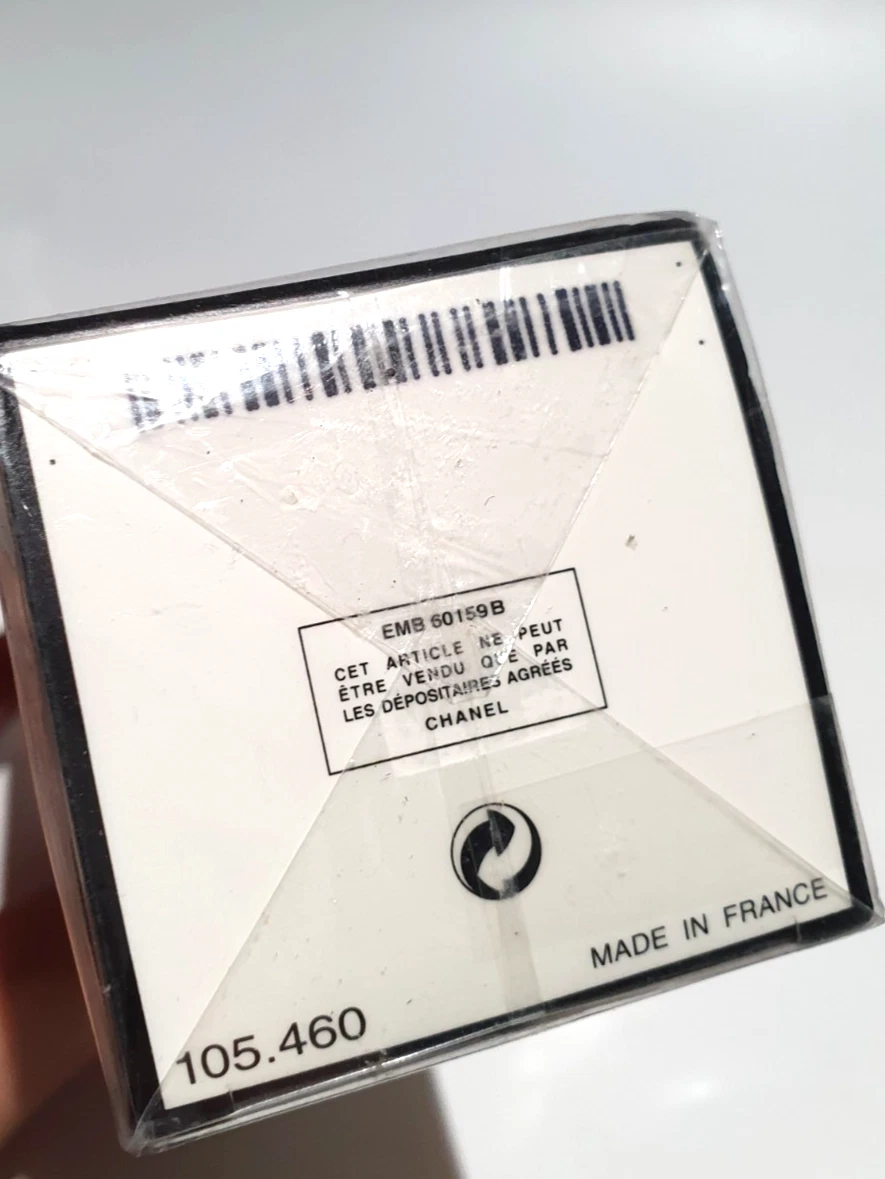 EMB 60159B
CET ARTICLE NE PEUT
ÊTRE VENDU QUE PAR
LES DÉPOSITAIRES AGRÉÉS
CHANEL
MADE IN FRANCE
105.460